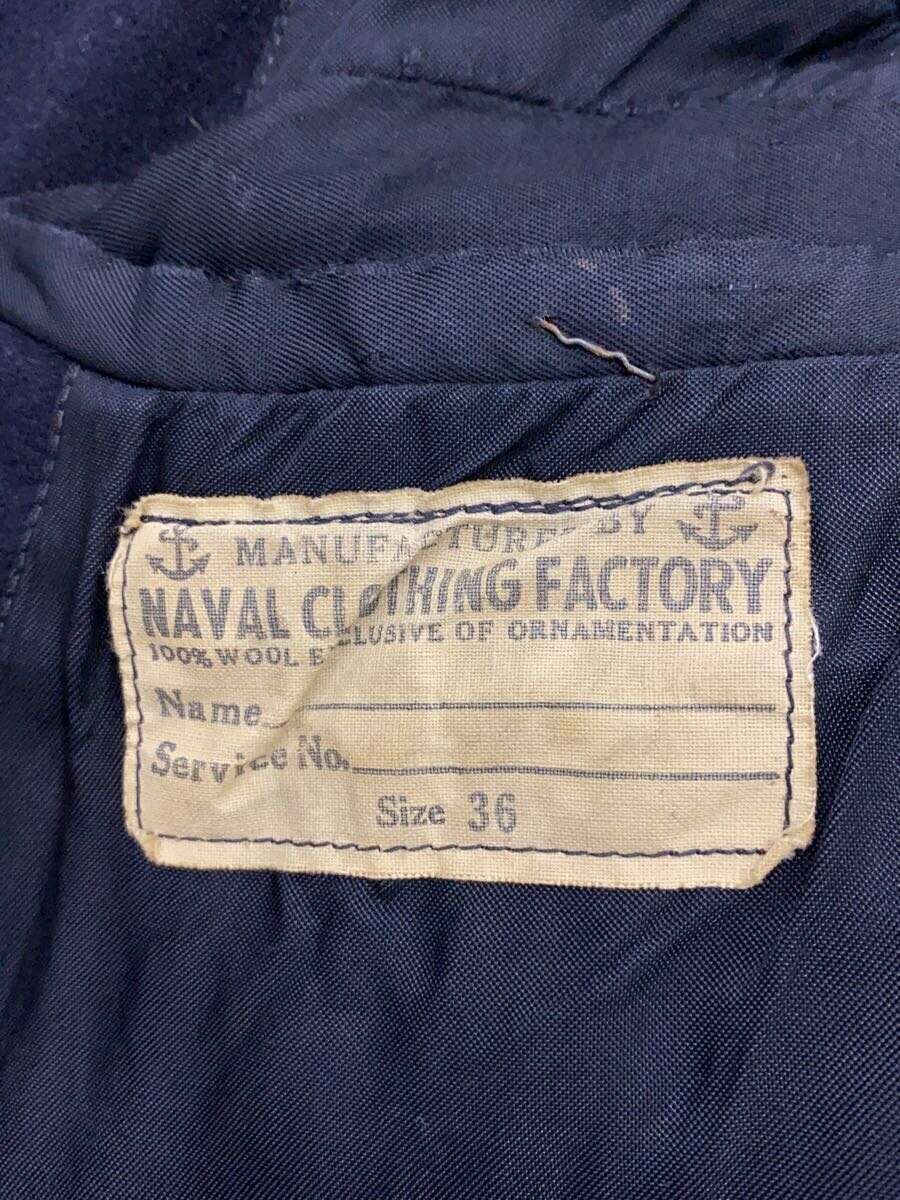 MANUFACTURED BY
NAVAL CLOTHING FACTORY
100% WOOL EXCLUSIVE OF ORNAMENTATION
Name
Service No.
Size 36